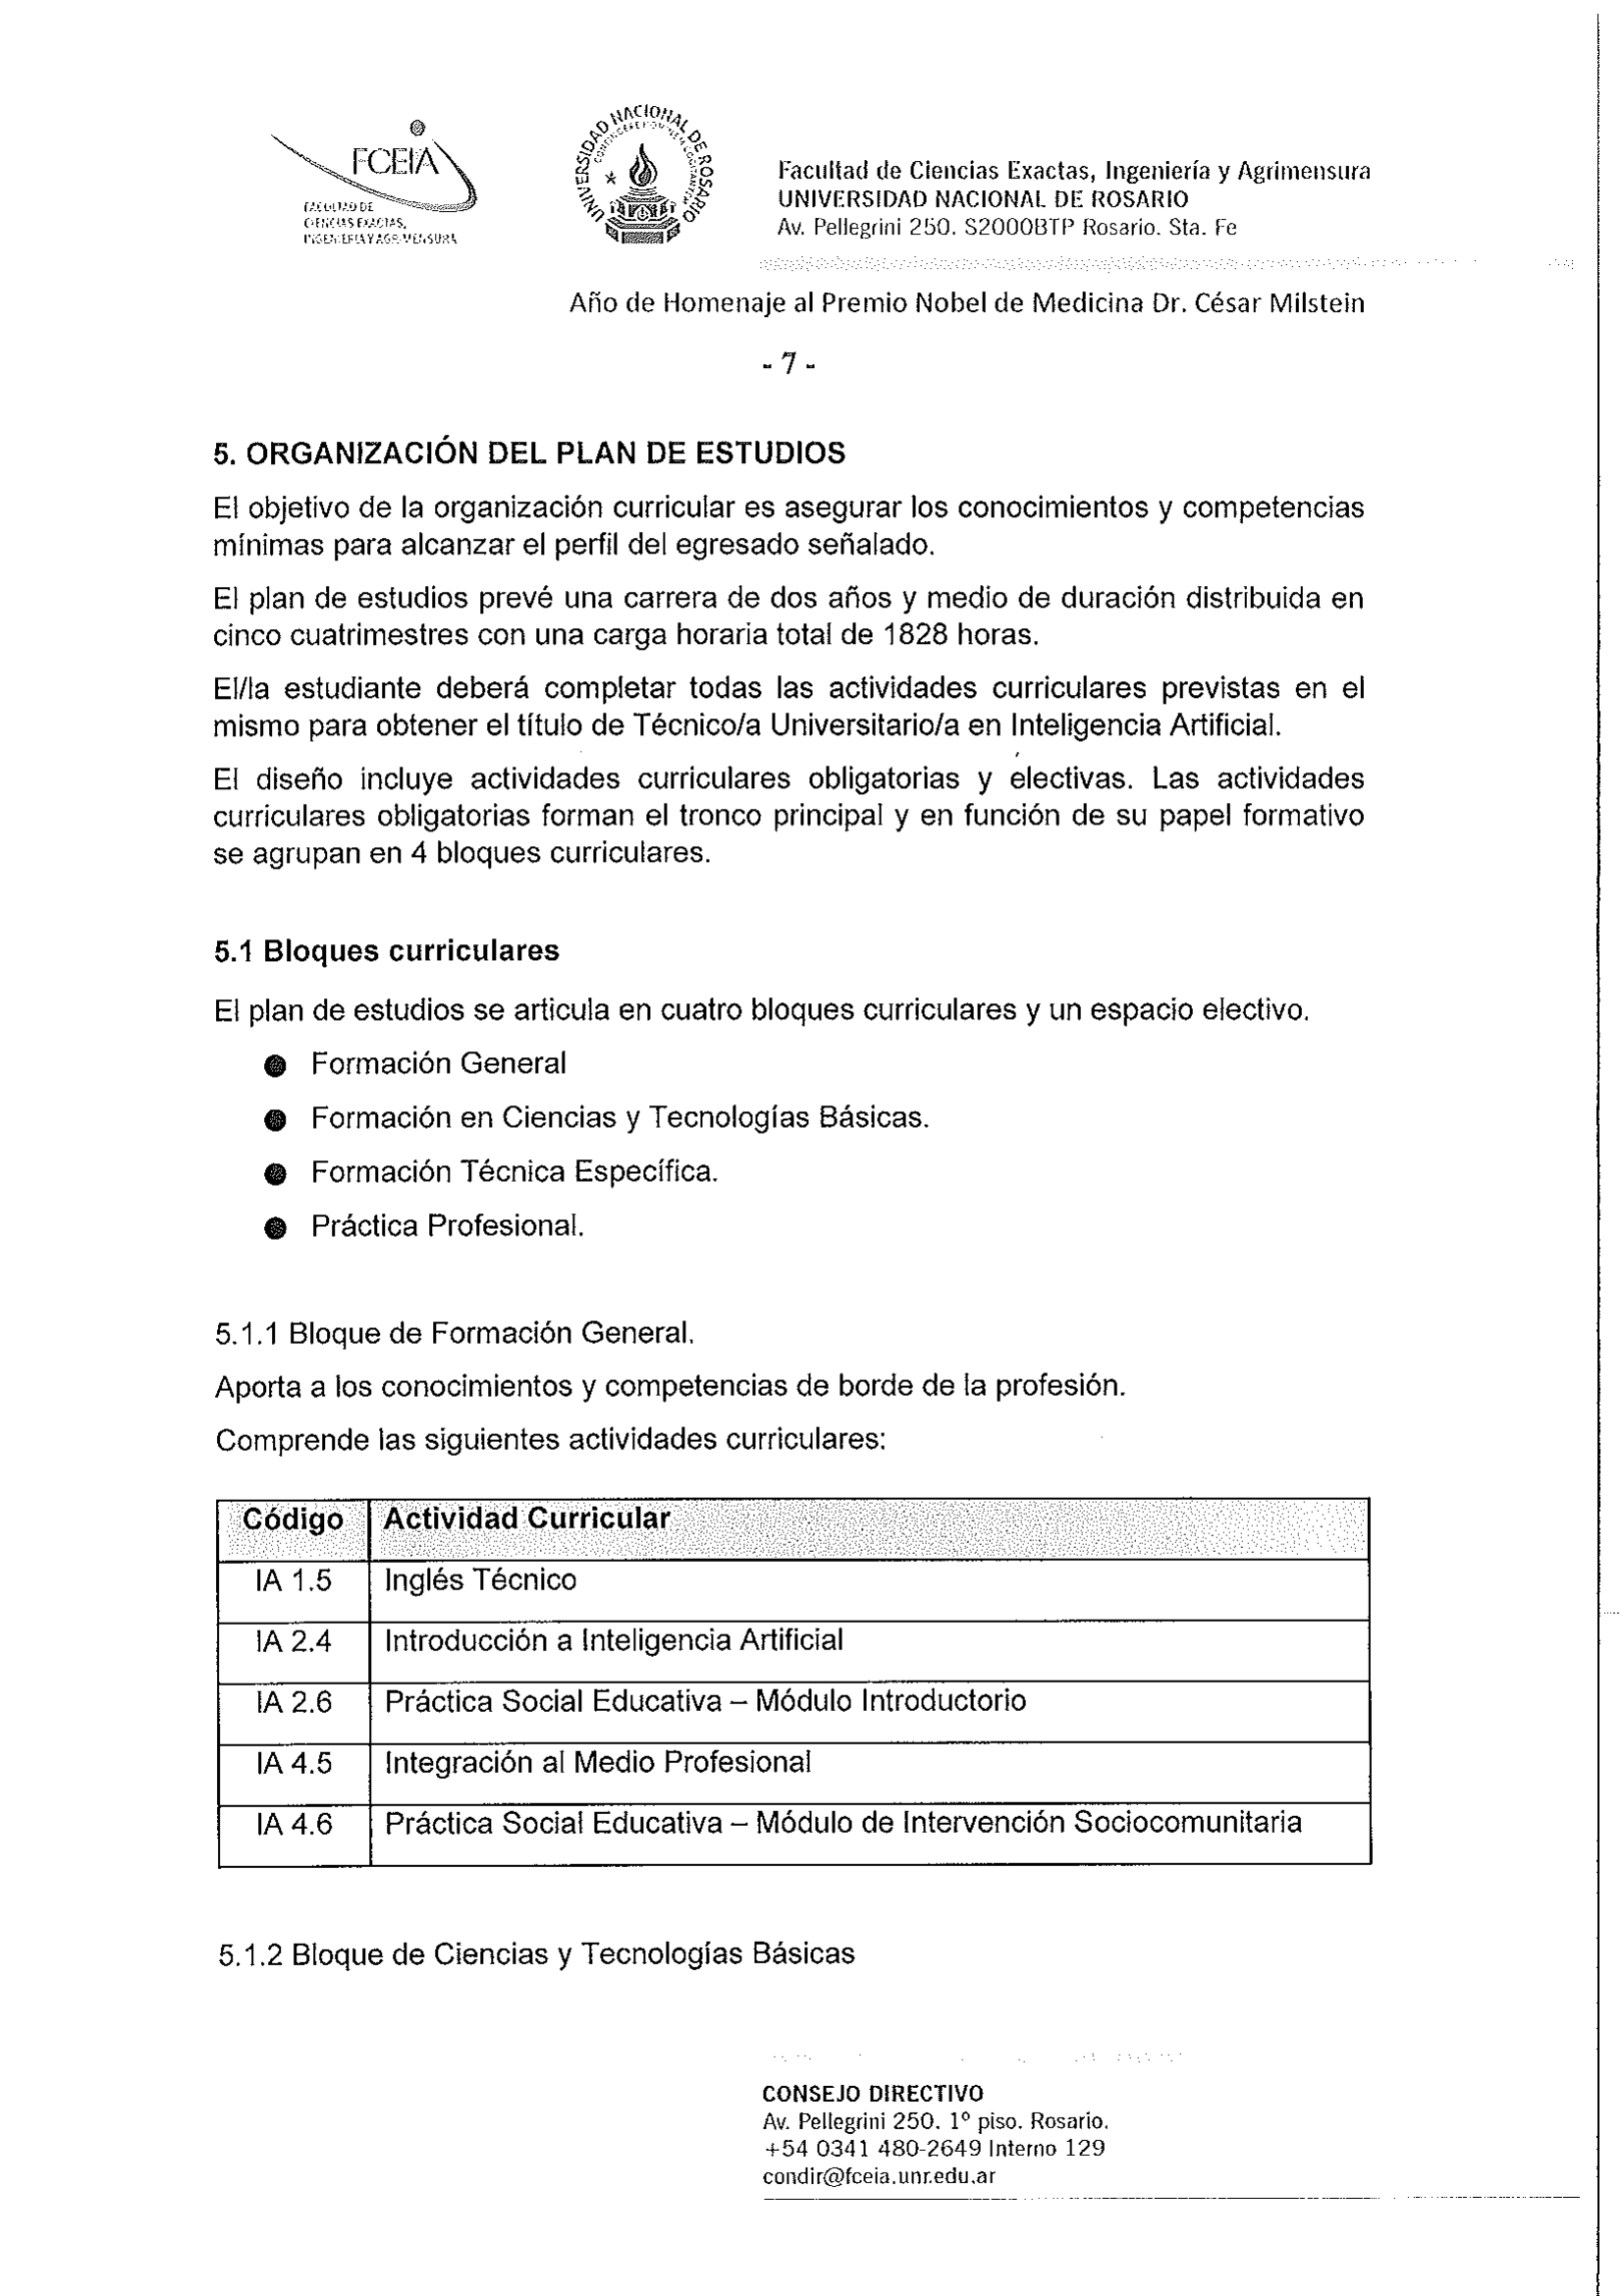 FCEIA
FACULTAD DE
CIENCIAS EXACTAS,
INGENIERÍA Y AGRIMENSURA
UNIVERSIDAD NACIONAL DE ROSARIO
Facultad de Ciencias Exactas, Ingeniería y Agrimensura
UNIVERSIDAD NACIONAL DE ROSARIO
Av. Pellegrini 250. S2000BTP Rosario. Sta. Fe
Año de Homenaje al Premio Nobel de Medicina Dr. César Milstein
- 7 -
5. ORGANIZACIÓN DEL PLAN DE ESTUDIOS
El objetivo de la organización curricular es asegurar los conocimientos y competencias
mínimas para alcanzar el perfil del egresado señalado.
El plan de estudios prevé una carrera de dos años y medio de duración distribuida en
cinco cuatrimestres con una carga horaria total de 1828 horas.
El/la estudiante deberá completar todas las actividades curriculares previstas en el
mismo para obtener el título de Técnico/a Universitario/a en Inteligencia Artificial.
El diseño incluye actividades curriculares obligatorias y electivas. Las actividades
curriculares obligatorias forman el tronco principal y en función de su papel formativo
se agrupan en 4 bloques curriculares.
5.1 Bloques curriculares
El plan de estudios se articula en cuatro bloques curriculares y un espacio electivo.
● Formación General
● Formación en Ciencias y Tecnologías Básicas.
● Formación Técnica Específica.
● Práctica Profesional.
5.1.1 Bloque de Formación General.
Aporta a los conocimientos y competencias de borde de la profesión.
Comprende las siguientes actividades curriculares:
Código Actividad Curricular
IA 1.5 Inglés Técnico
IA 2.4 Introducción a Inteligencia Artificial
IA 2.6 Práctica Social Educativa – Módulo Introductorio
IA 4.5 Integración al Medio Profesional
IA 4.6 Práctica Social Educativa – Módulo de Intervención Sociocomunitaria
5.1.2 Bloque de Ciencias y Tecnologías Básicas
CONSEJO DIRECTIVO
Av. Pellegrini 250. 1º piso. Rosario.
+54 0341 480-2649 Interno 129
condir@fceia.unr.edu.ar